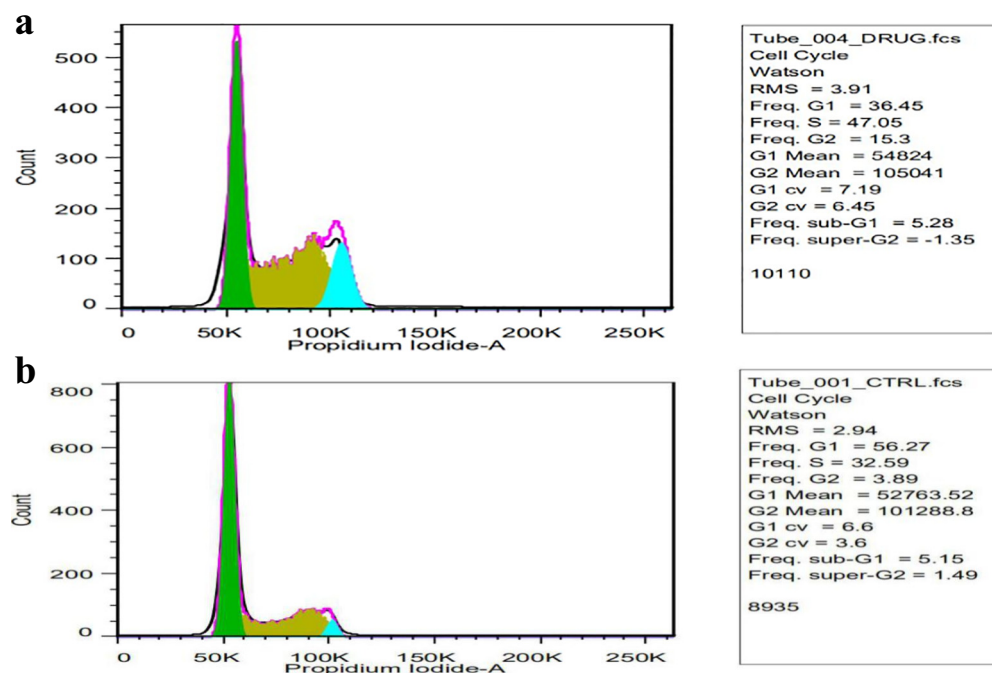 a
500
400
300
200
100
0
Count
0 50K 100K 150K 200K 250K
Propidium Iodide-A
Tube_004_DRUG.fcs
Cell Cycle
Watson
RMS = 3.91
Freq. G1 = 36.45
Freq. S = 47.05
Freq. G2 = 15.3
G1 Mean = 54824
G2 Mean = 105041
G1 cv = 7.19
G2 cv = 6.45
Freq. sub-G1 = 5.28
Freq. super-G2 = -1.35
10110
b
800
600
400
200
0
Count
0 50K 100K 150K 200K 250K
Propidium Iodide-A
Tube_001_CTRL.fcs
Cell Cycle
Watson
RMS = 2.94
Freq. G1 = 56.27
Freq. S = 32.59
Freq. G2 = 3.89
G1 Mean = 52763.52
G2 Mean = 101288.8
G1 cv = 6.6
G2 cv = 3.6
Freq. sub-G1 = 5.15
Freq. super-G2 = 1.49
8935